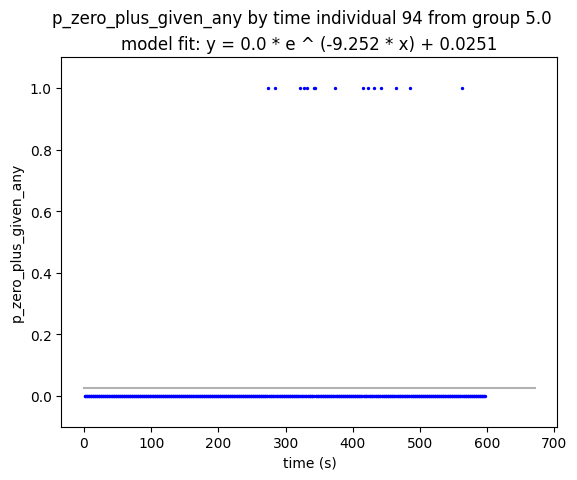 p_zero_plus_given_any by time individual 94 from group 5.0
model fit: y = 0.0 * e ^ (-9.252 * x) + 0.0251
1.0
0.8
0.6
0.4
0.2
0.0
p_zero_plus_given_any
0 100 200 300 400 500 600 700
time (s)